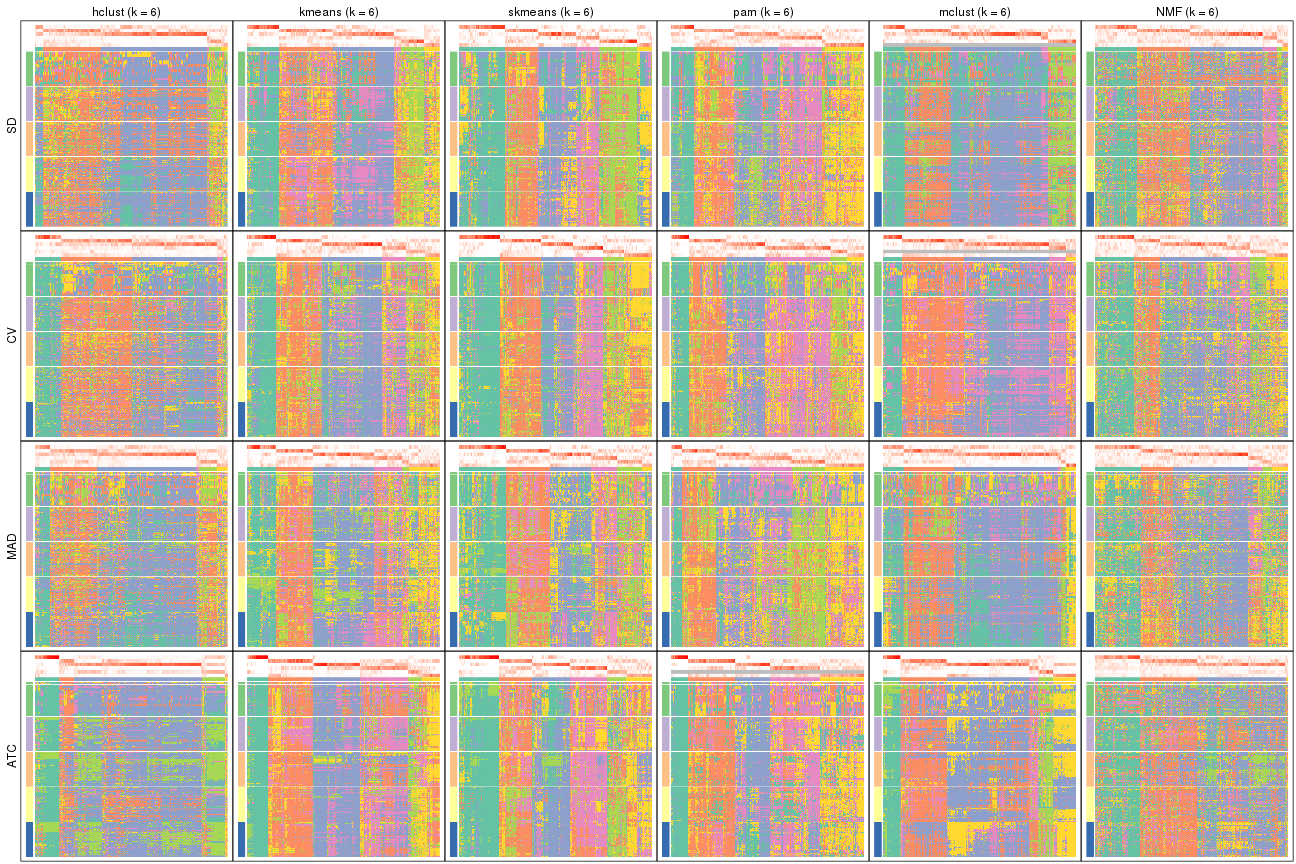 hclust (k = 6)
kmeans (k = 6)
skmeans (k = 6)
pam (k = 6)
mclust (k = 6)
NMF (k = 6)
SD
CV
MAD
ATC